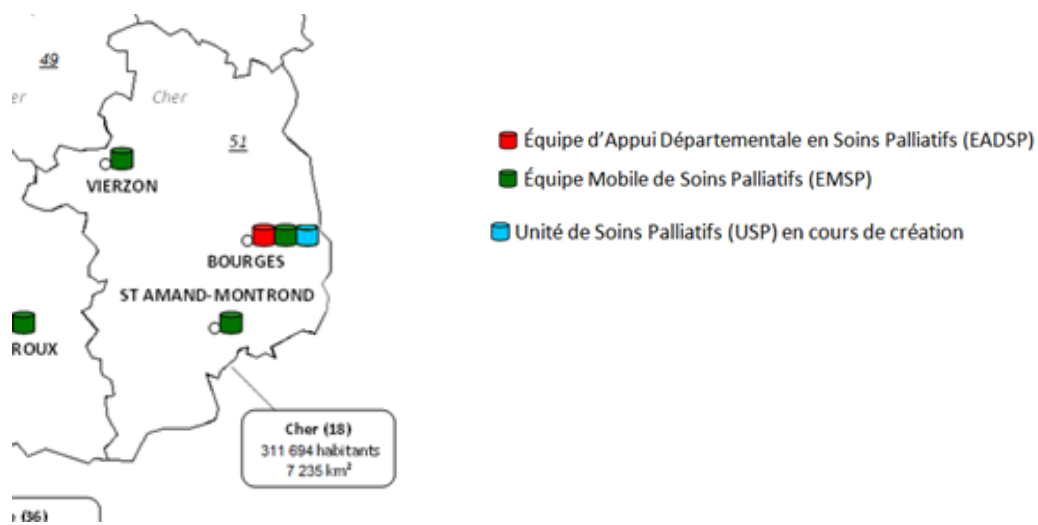 49
er
Cher
51
VIERZON
BOURGES
ST AMAND-MONTROND
ROUX
Cher (18)
311 694 habitants
7 235 km²
(36)
Équipe d'Appui Départementale en Soins Palliatifs (EADSP)
Équipe Mobile de Soins Palliatifs (EMSP)
Unité de Soins Palliatifs (USP) en cours de création